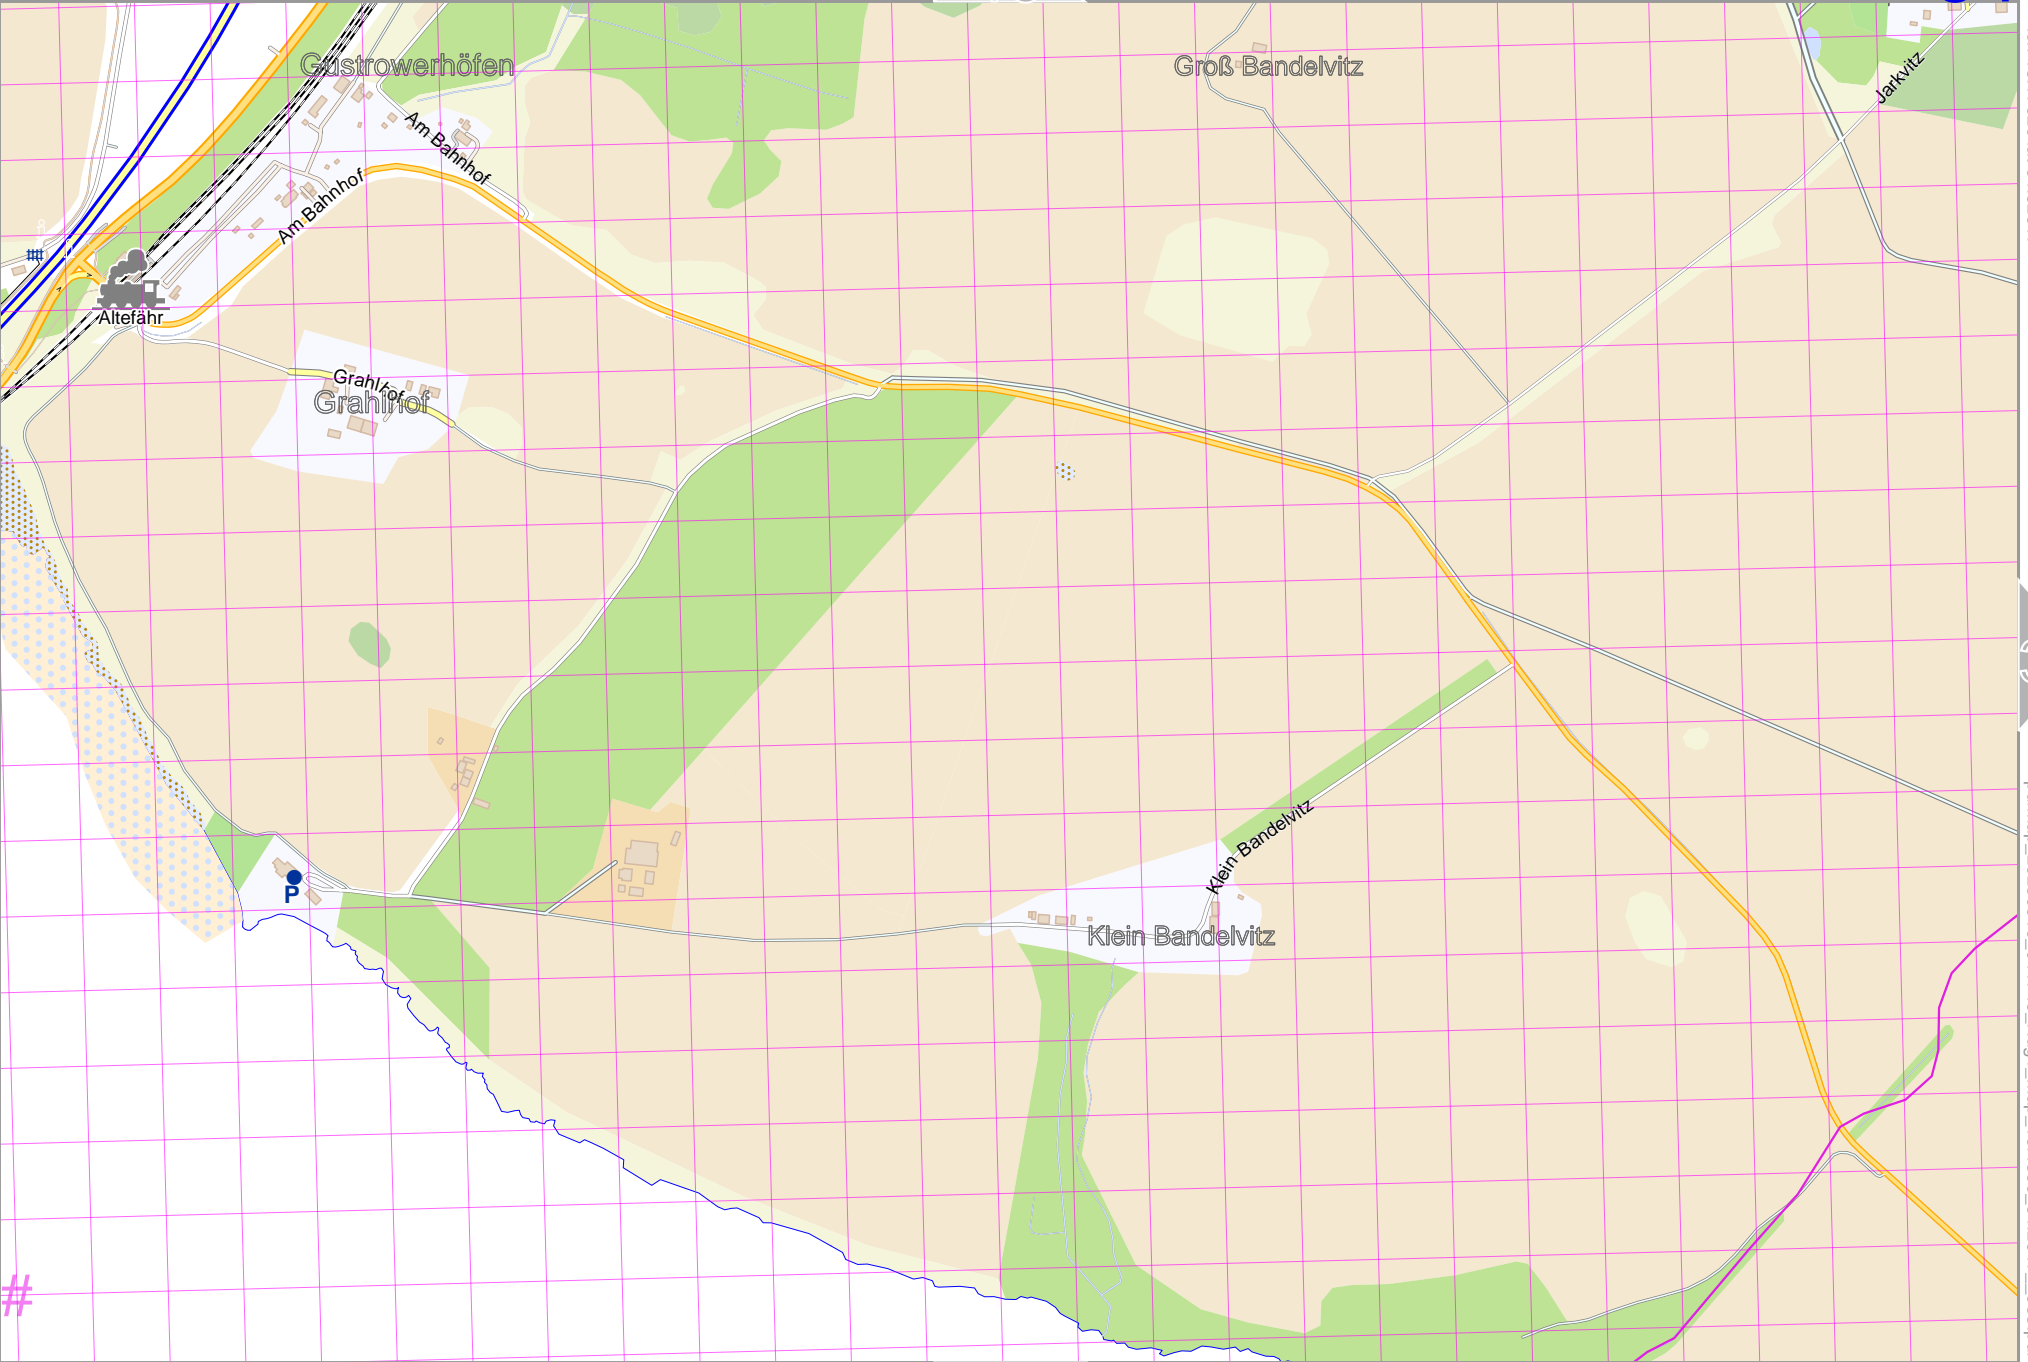 Gustrowerhöfen
Groß Bandelvitz
Jarkvitz
Am Bahnhof
Am Bahnhof
Altefähr
Grahlhof
Grahlhof
Klein Bandelvitz
P
Klein Bandelvitz
#